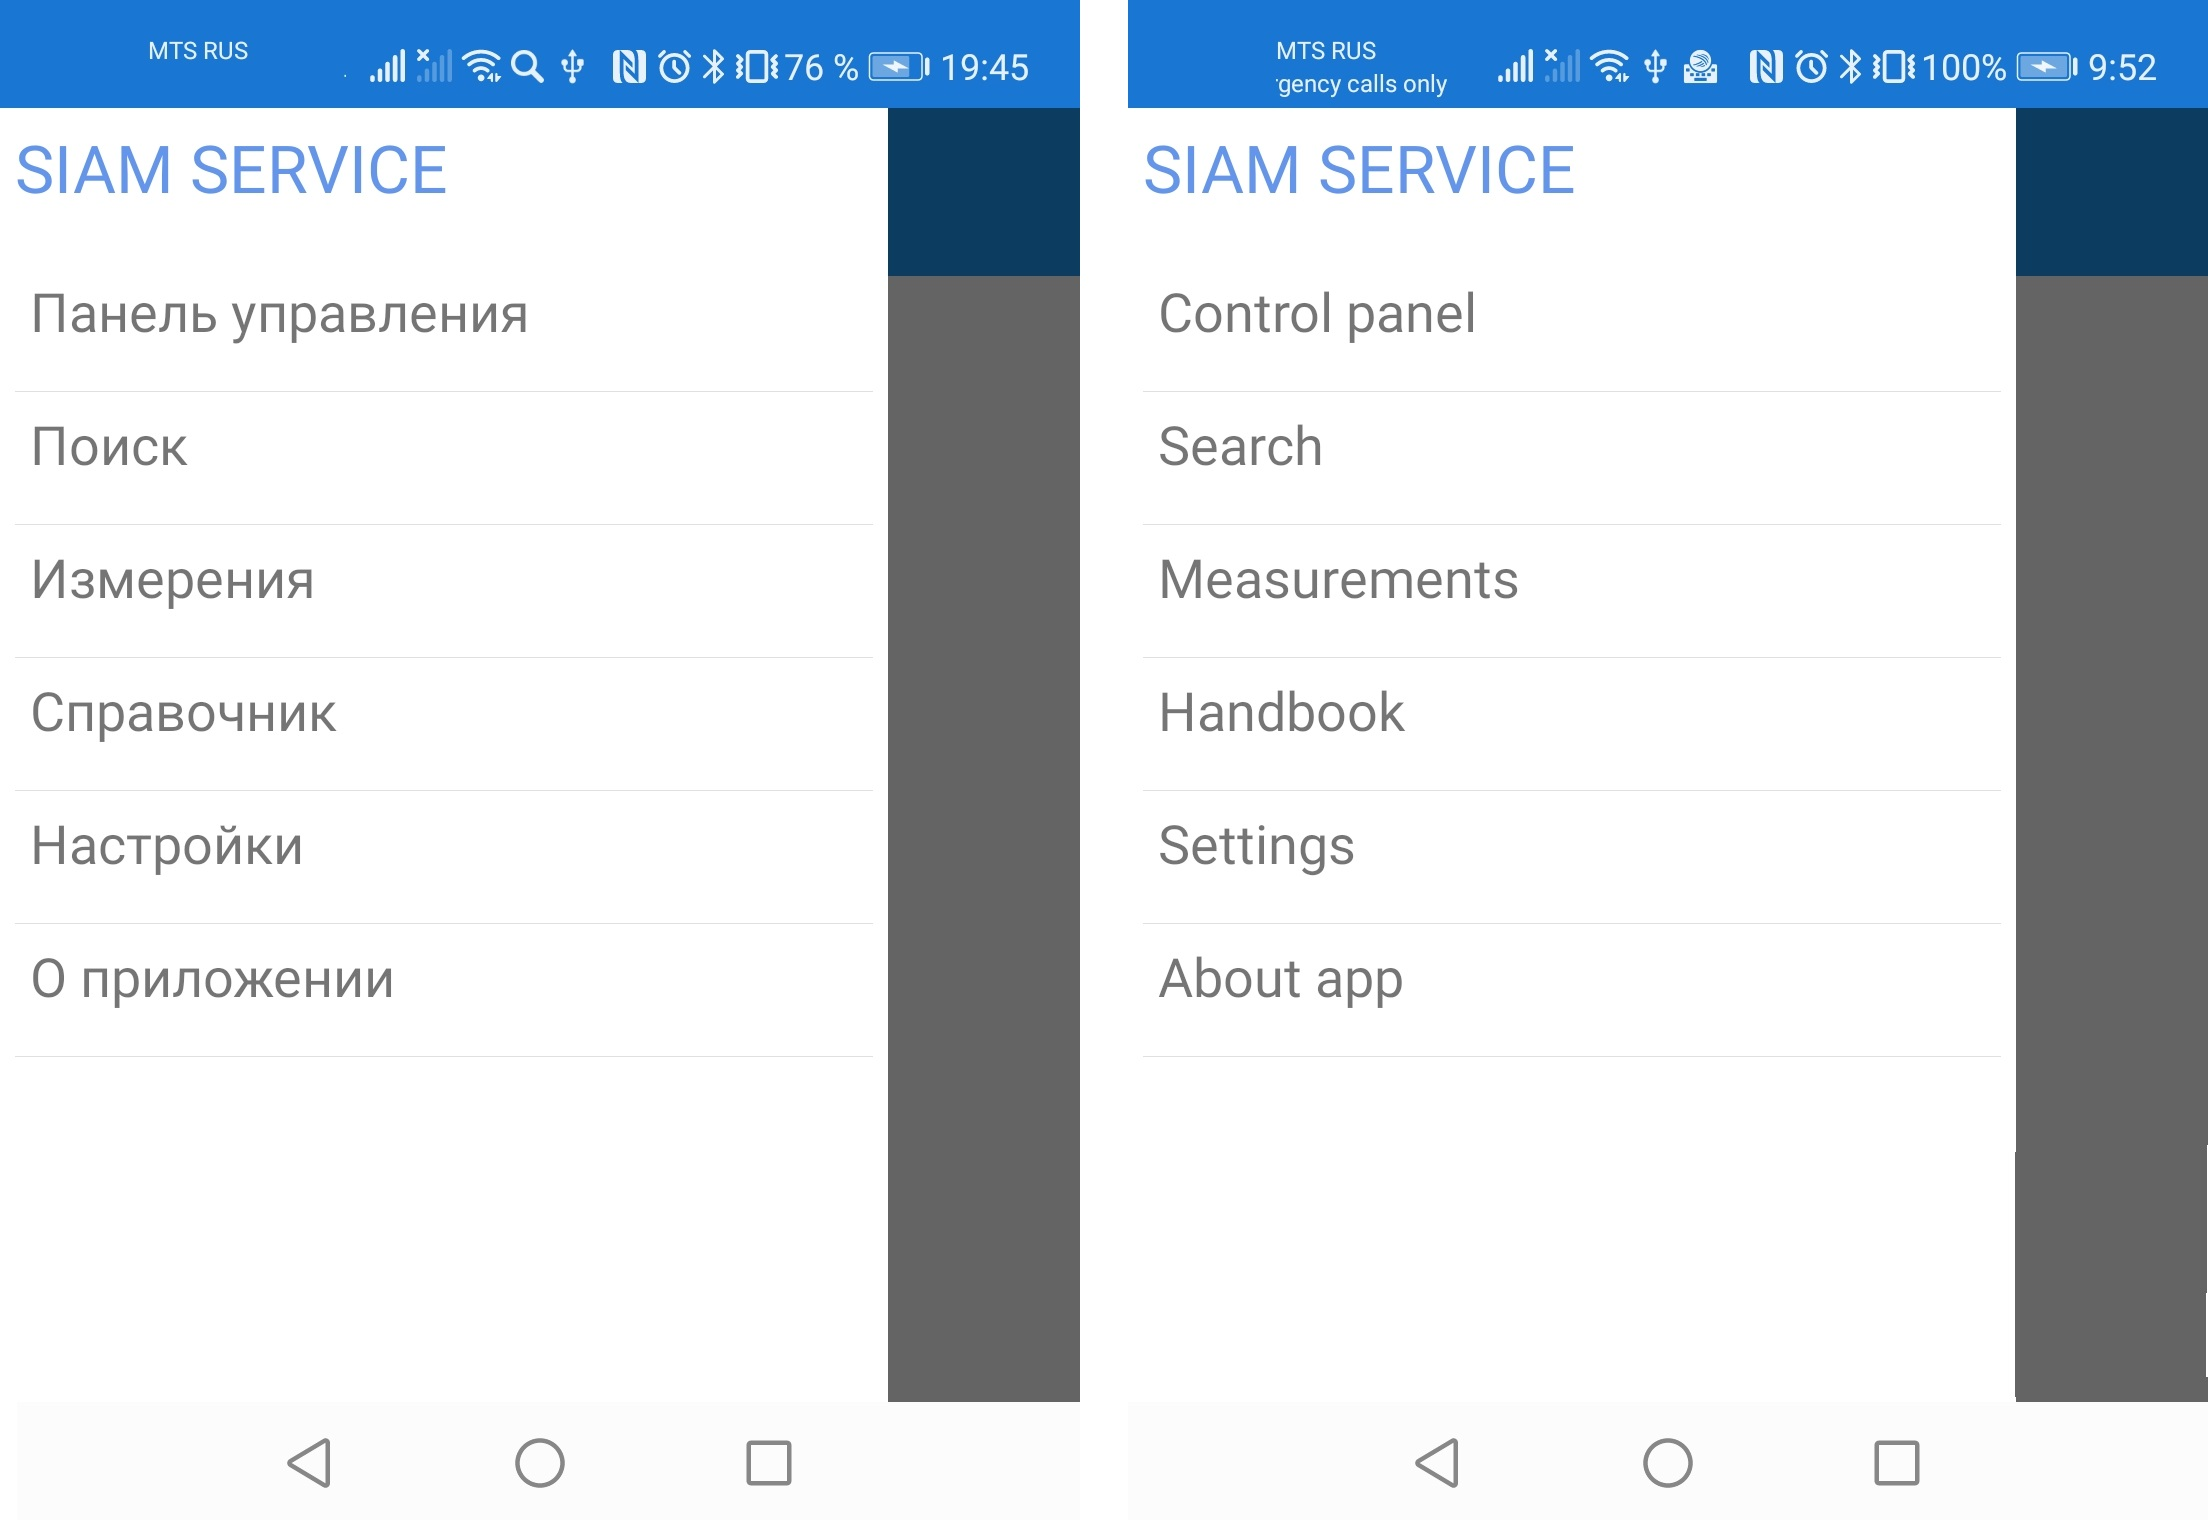 MTS RUS
76 %
19:45
SIAM SERVICE
Панель управления
Поиск
Измерения
Справочник
Настройки
О приложении
MTS RUS
gency calls only
100%
9:52
SIAM SERVICE
Control panel
Search
Measurements
Handbook
Settings
About app